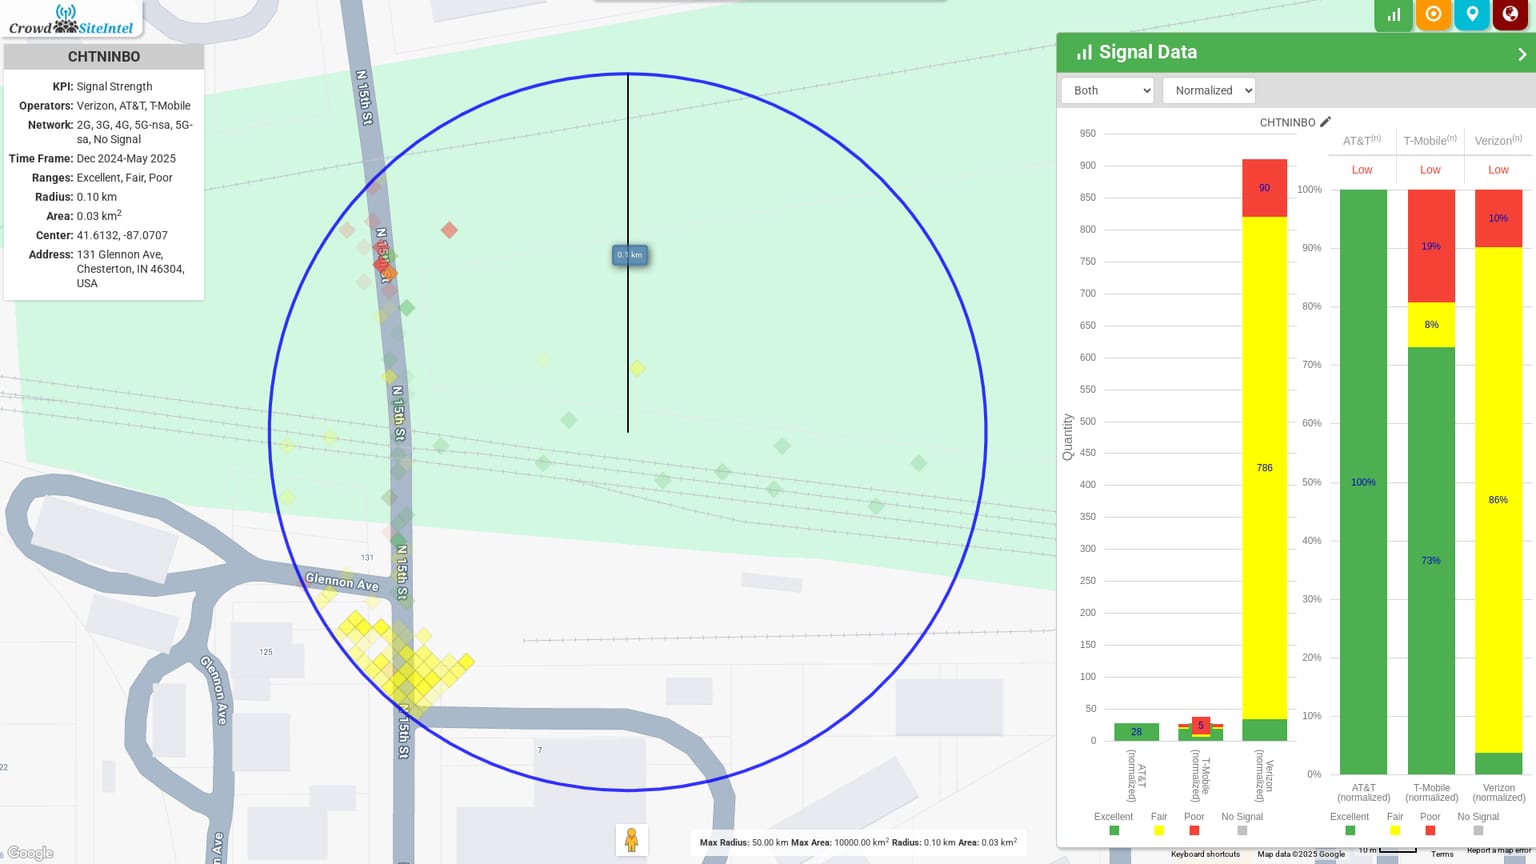 CrowdSiteIntel
CHTNINBO
KPI: Signal Strength
Operators: Verizon, AT&T, T-Mobile
Network: 2G, 3G, 4G, 5G-nsa, 5G-
sa, No Signal
Time Frame: Dec 2024-May 2025
Ranges: Excellent, Fair, Poor
Radius: 0.10 km
Area: 0.03 km²
Center: 41.6132, -87.0707
Address: 131 Glennon Ave,
Chesterton, IN 46304,
USA
N 15th St
N 15th St
N 15th St
N 15th St
N 15th St
0.1 km
131
Glennon Ave
125
Glennon Ave
7
22
Ave
6
Google
Max Radius: 50.00 km Max Area: 10000.00 km² Radius: 0.10 km Area: 0.03 km²
Signal Data
Both
Normalized
CHTNINBO
Quantity
950
900
850
800
750
700
650
600
550
500
450
400
350
300
250
200
150
100
50
0
90
786
28
5
AT&T
(normalized)
T-Mobile
(normalized)
Verizon
(normalized)
Excellent Fair Poor No Signal
AT&T(n) T-Mobile(n) Verizon(n)
Low Low Low
100%
90%
80%
70%
60%
50%
40%
30%
20%
10%
0%
100%
19%
8%
73%
10%
86%
AT&T
(normalized)
T-Mobile
(normalized)
Verizon
(normalized)
Excellent Fair Poor No Signal
Keyboard shortcuts Map data ©2025 Google 10 m Terms Report a map error